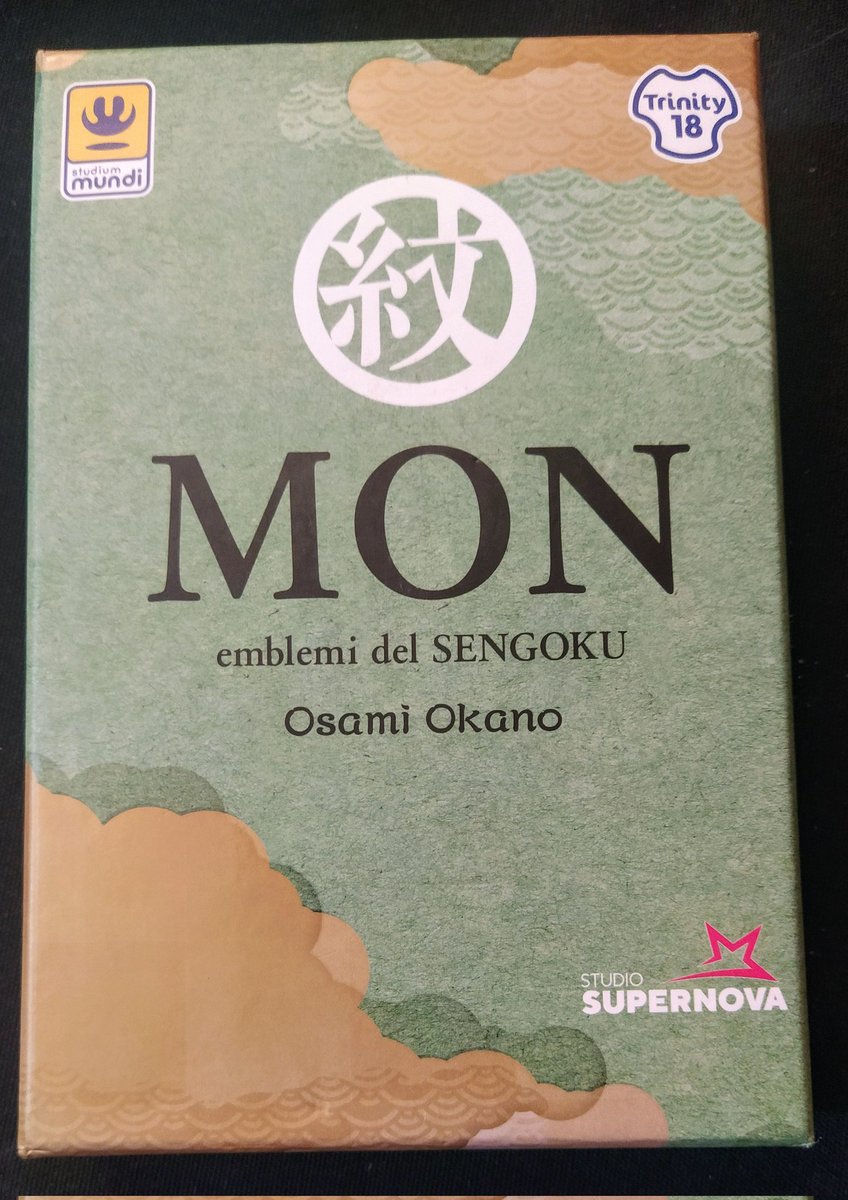 studium
mundi
Trinity
18
紋
MON
emblemi del SENGOKU
Osami Okano
STUDIO
SUPERNOVA